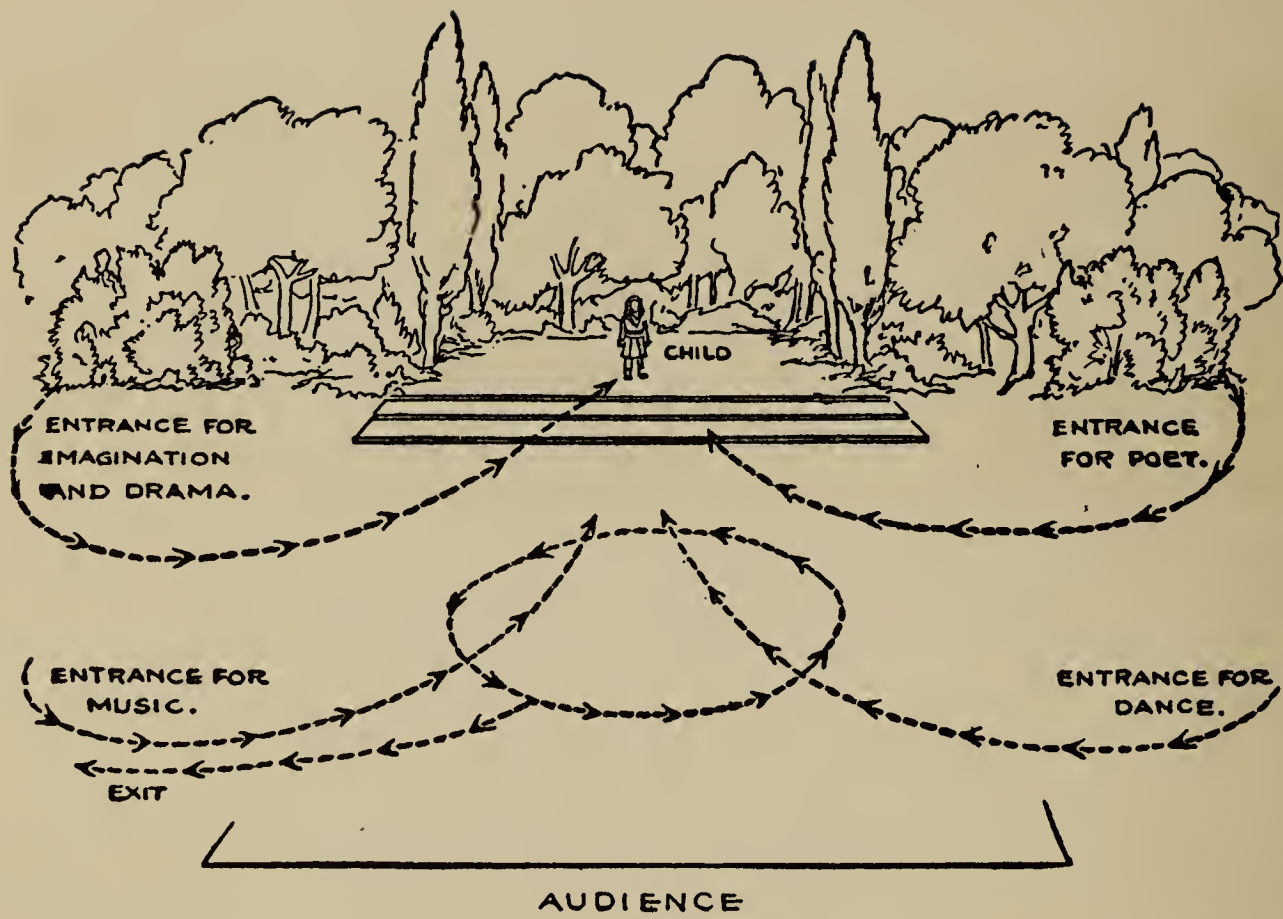 CHILD
ENTRANCE FOR
IMAGINATION
AND DRAMA.
ENTRANCE
FOR POET.
ENTRANCE FOR
MUSIC.
ENTRANCE FOR
DANCE.
EXIT
AUDIENCE